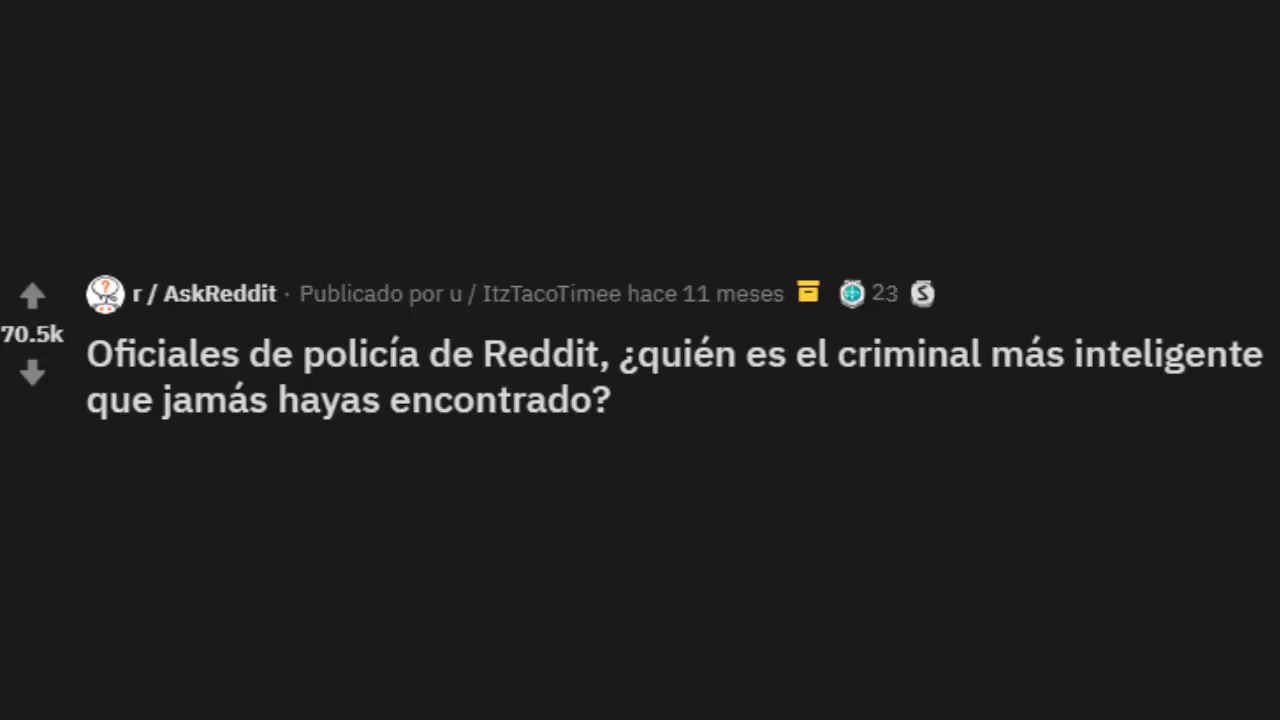 r / AskReddit · Publicado por u / ItzTacoTimee hace 11 meses 23 S
70.5k
Oficiales de policía de Reddit, ¿quién es el criminal más inteligente
que jamás hayas encontrado?